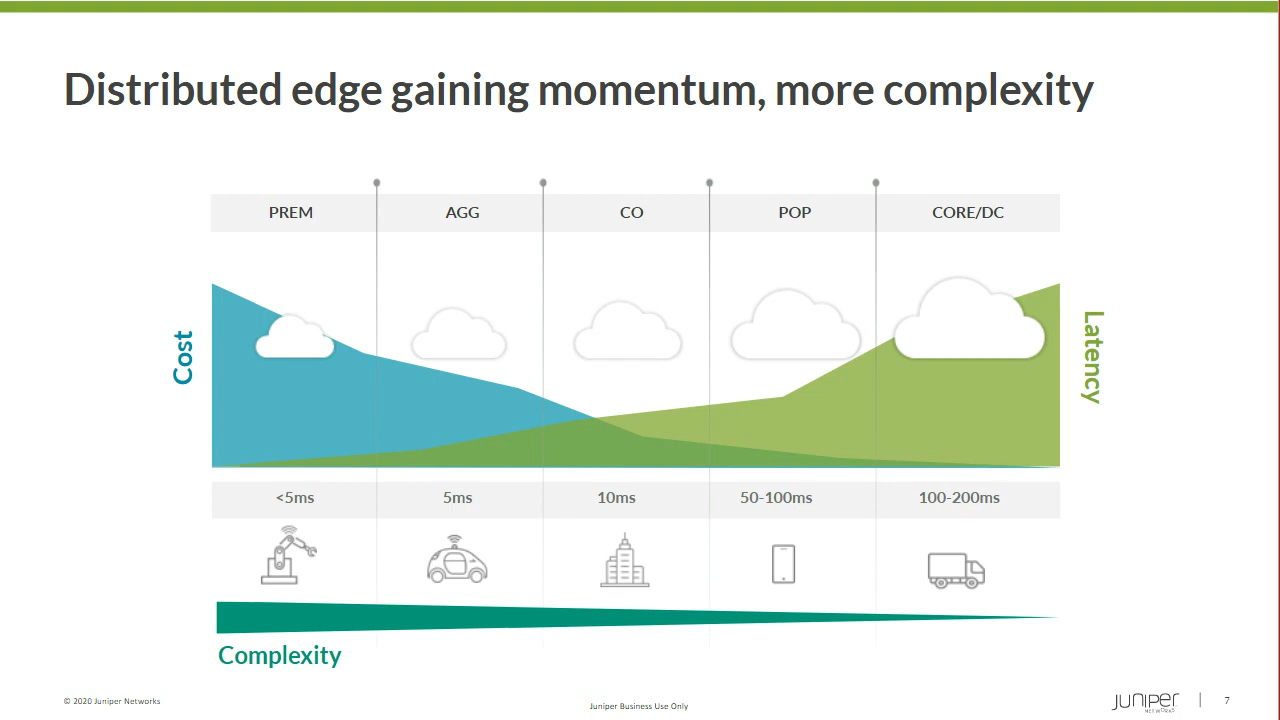 Distributed edge gaining momentum, more complexity
PREM AGG CO POP CORE/DC
Cost
Latency
<5ms 5ms 10ms 50-100ms 100-200ms
Complexity
© 2020 Juniper Networks
Juniper Business Use Only
JUNIPER
NETWORKS
7